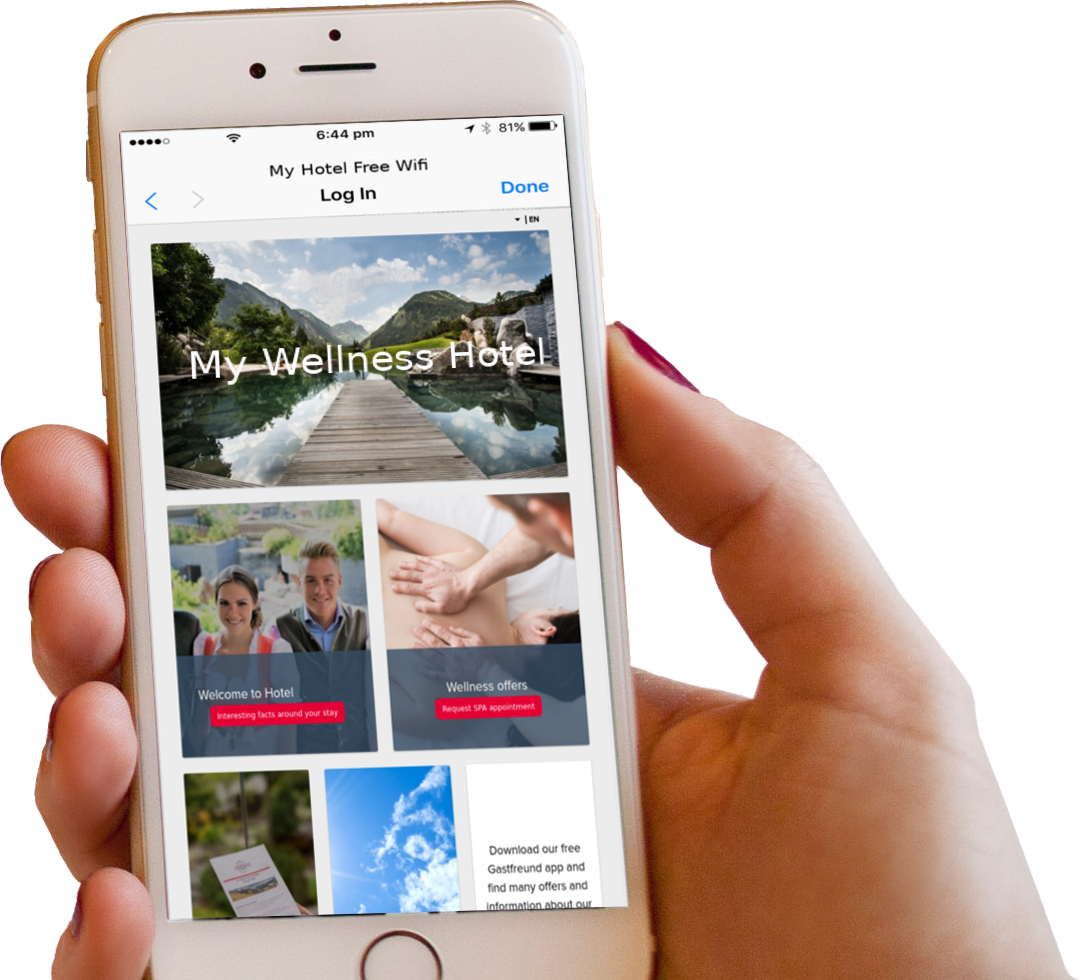 6:44 pm
81%
My Hotel Free Wifi
Log In
Done
| EN
My Wellness Hotel
Welcome to Hotel
Interesting facts around your stay
Wellness offers
Request SPA appointment
Download our free
Gastfreund app and
find many offers and
information about our